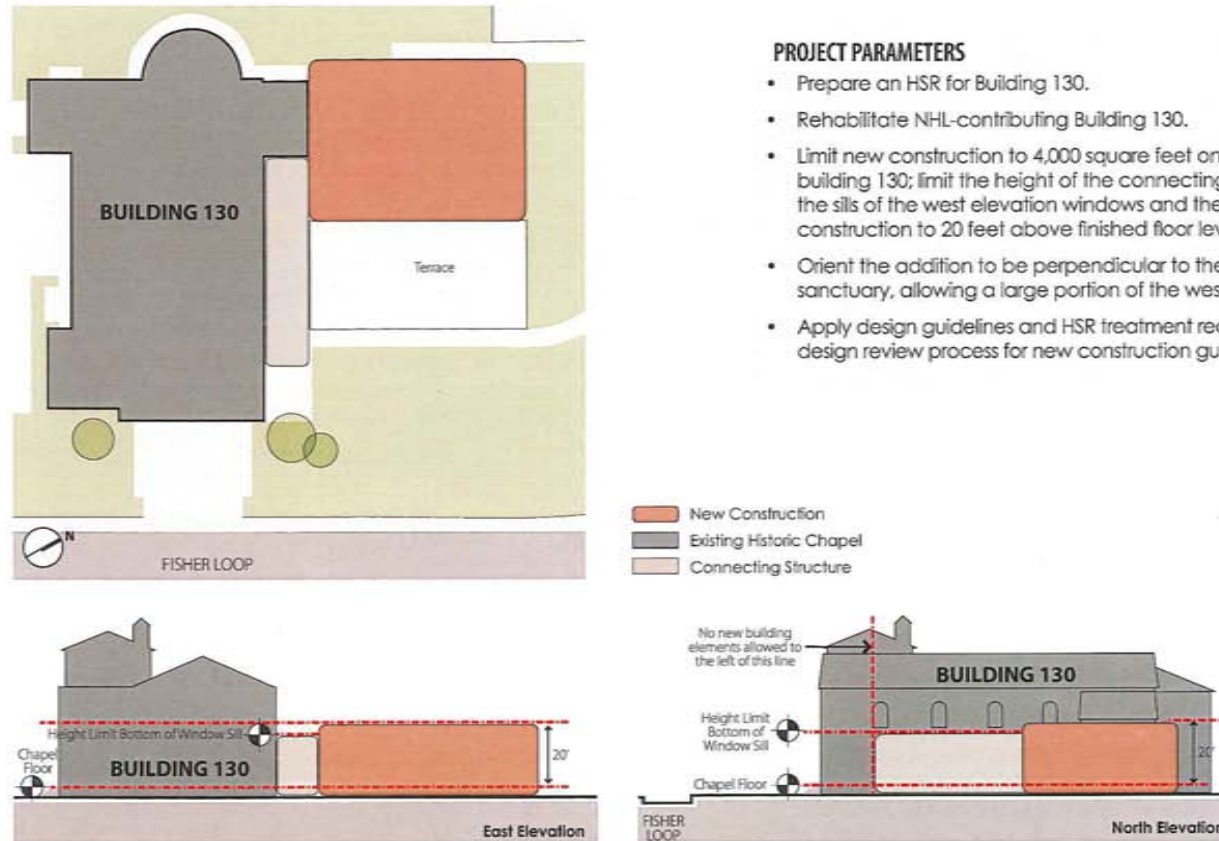 PROJECT PARAMETERS
• Prepare an HSR for Building 130.
• Rehabilitate NHL-contributing Building 130.
• Limit new construction to 4,000 square feet on
building 130; limit the height of the connecting
the sills of the west elevation windows and the
construction to 20 feet above finished floor lev
• Orient the addition to be perpendicular to the
sanctuary, allowing a large portion of the wes
• Apply design guidelines and HSR treatment rec
design review process for new construction gu
BUILDING 130
Terrace
N
FISHER LOOP
New Construction
Existing Historic Chapel
Connecting Structure
Height Limit Bottom of Window Sill
Chapel
Floor
BUILDING 130
20'
East Elevation
No new building
elements allowed to
the left of this line
BUILDING 130
Height Limit
Bottom of
Window Sill
Chapel Floor
20'
FISHER
LOOP
North Elevation